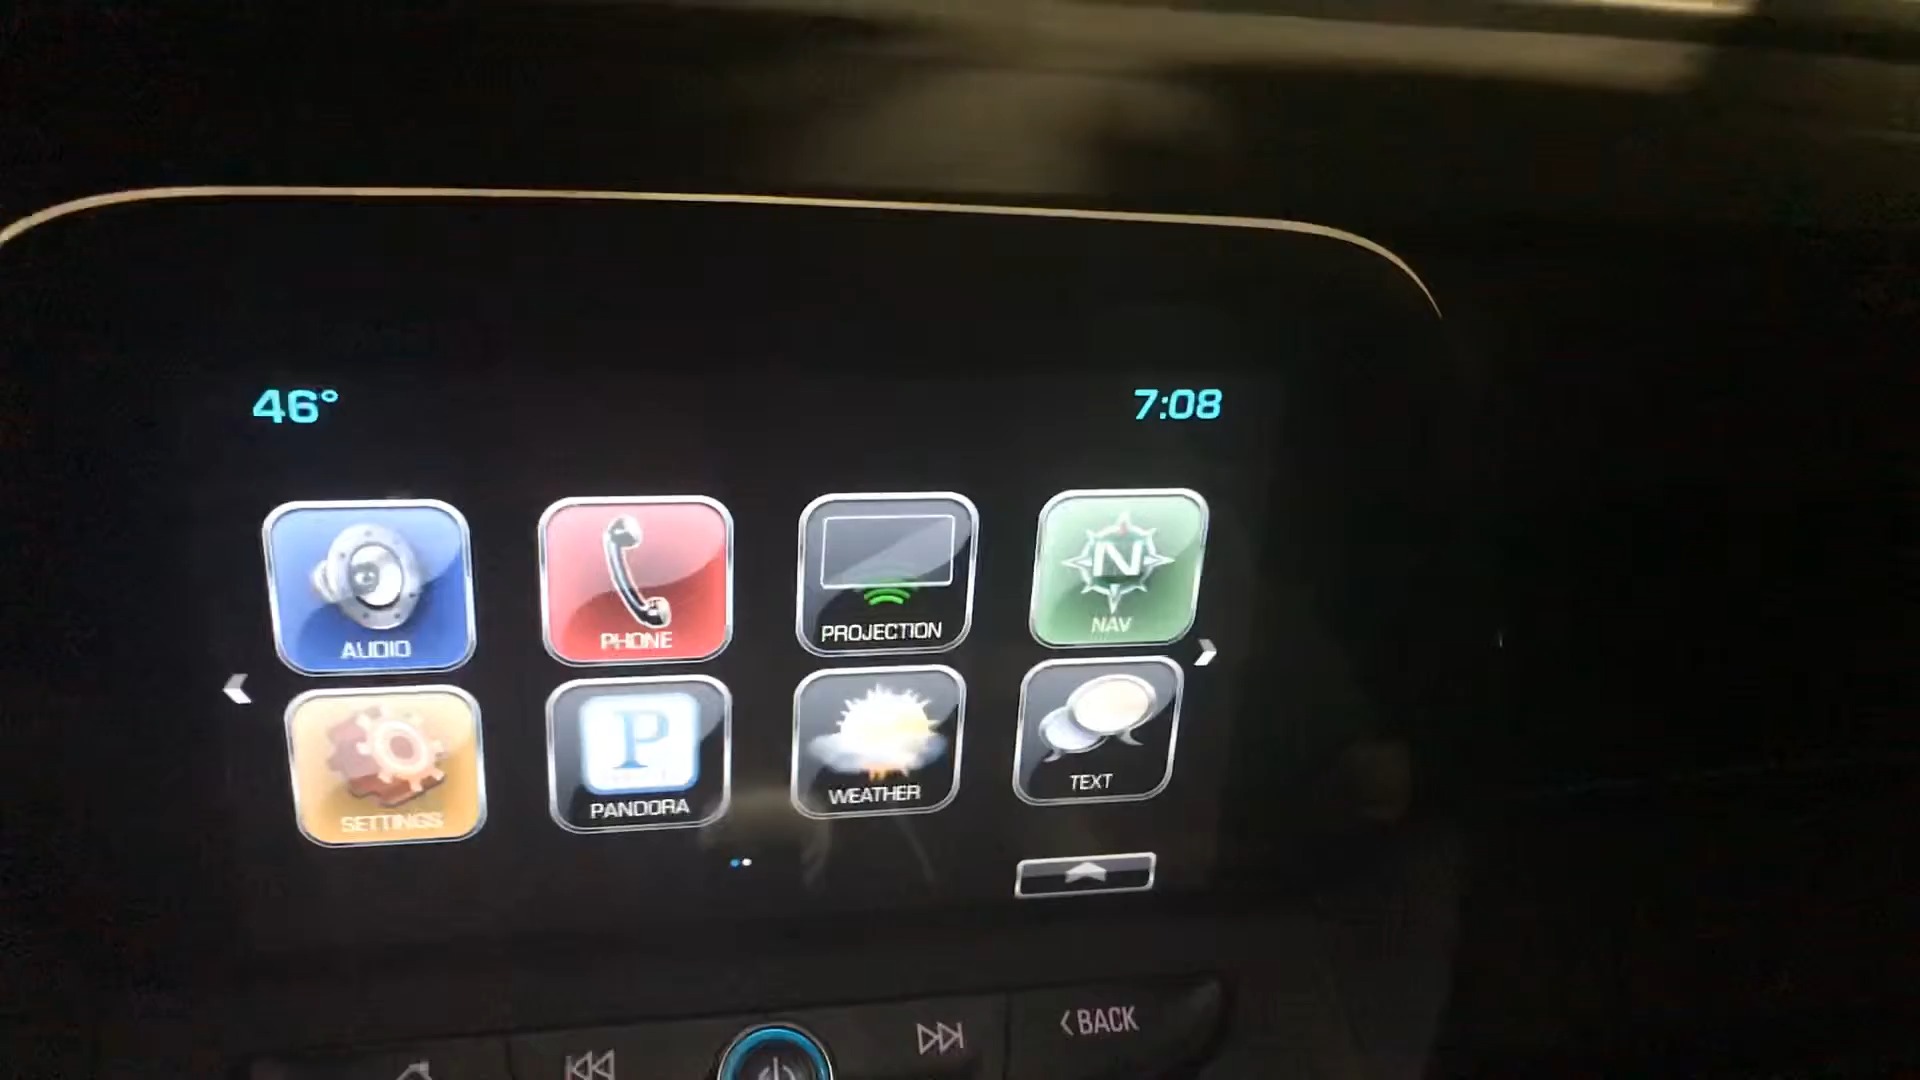 46° 7:08
AUDIO PHONE PROJECTION NAV
N
SETTINGS PANDORA WEATHER TEXT
P
<BACK